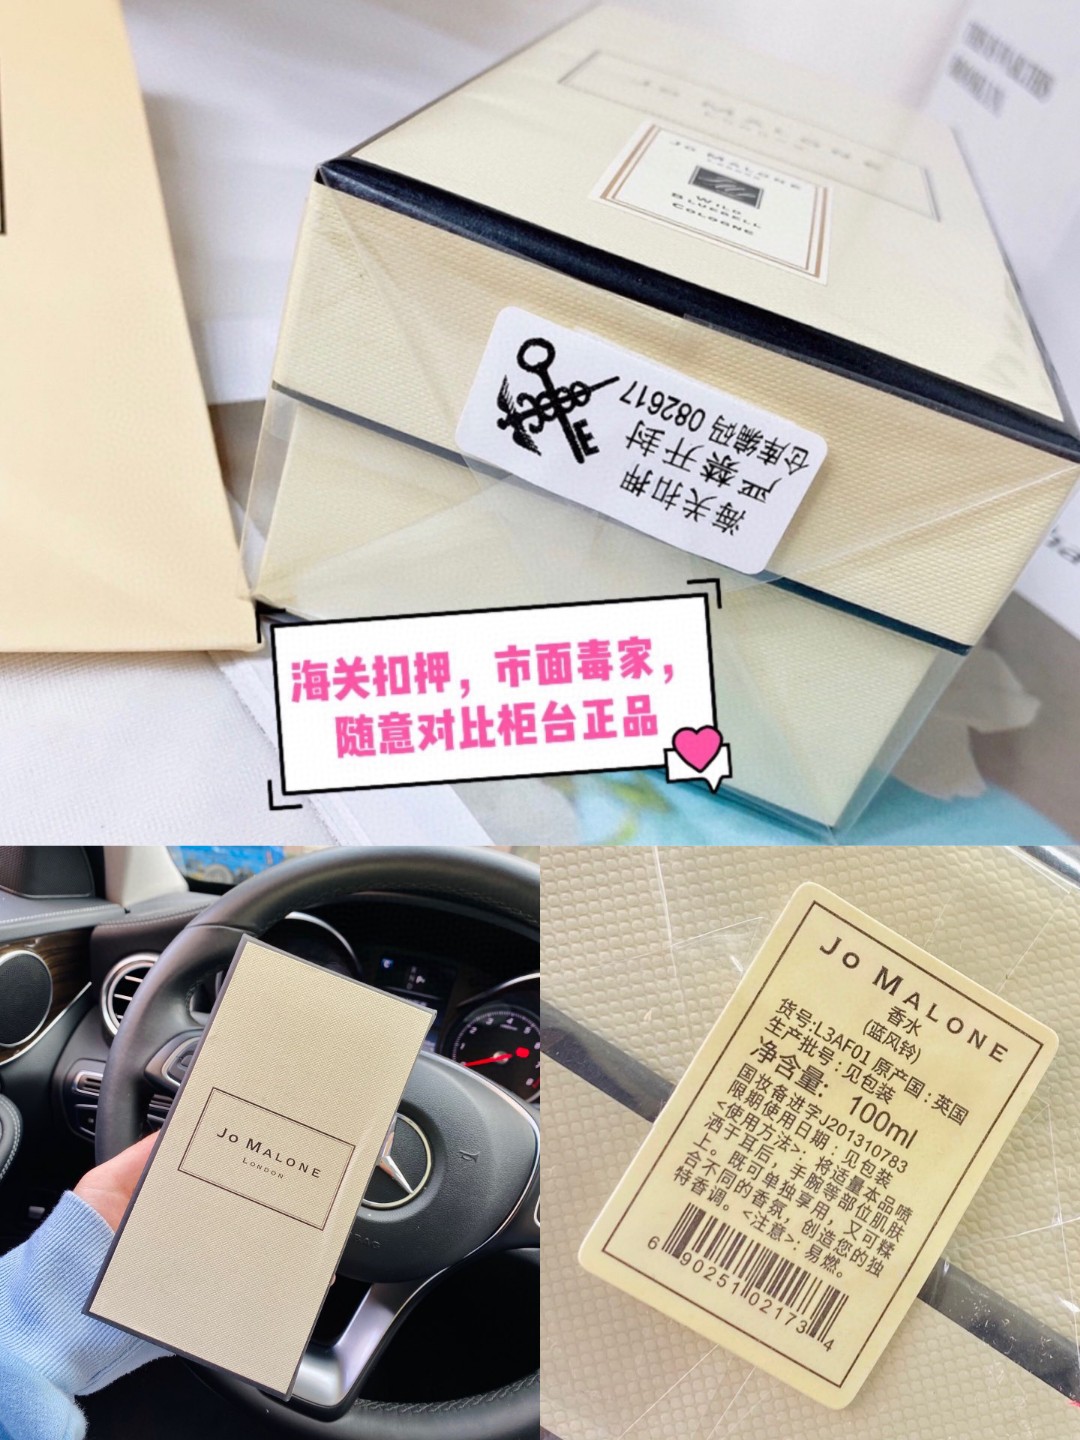 Jo MALONE
LONDON
Jo MALONE
LONDON
WILD
BLUEBELL
COLOGNE
海关扣押
严禁开封
仓库编码 082617
海关扣押，市面毒家，
随意对比柜台正品
Jo MALONE
LONDON
Jo MALONE
香水
(蓝风铃)
货号:L3AF01 原产国：英国
生产批号：见包装
净含量: 100ml
国妆备进字J201310783
限期使用日期：见包装
<使用方法>：将适量本品喷
洒于耳后，手腕等部位肌肤
上。既可单独享用，又可糅
合不同的香氛，创造您的独
特香调。<注意>：易燃。
6 902510 217334